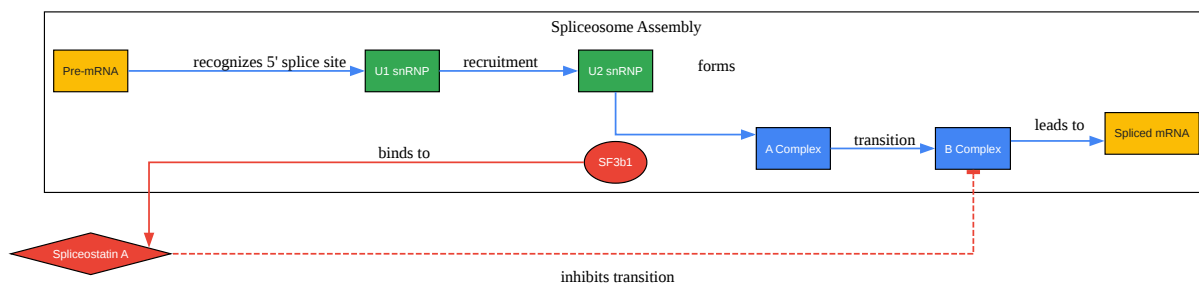 Spliceosome Assembly
Pre-mRNA
recognizes 5' splice site
U1 snRNP
recruitment
U2 snRNP
forms
A Complex
transition
B Complex
leads to
Spliced mRNA
binds to
SF3b1
Spliceostatin A
inhibits transition